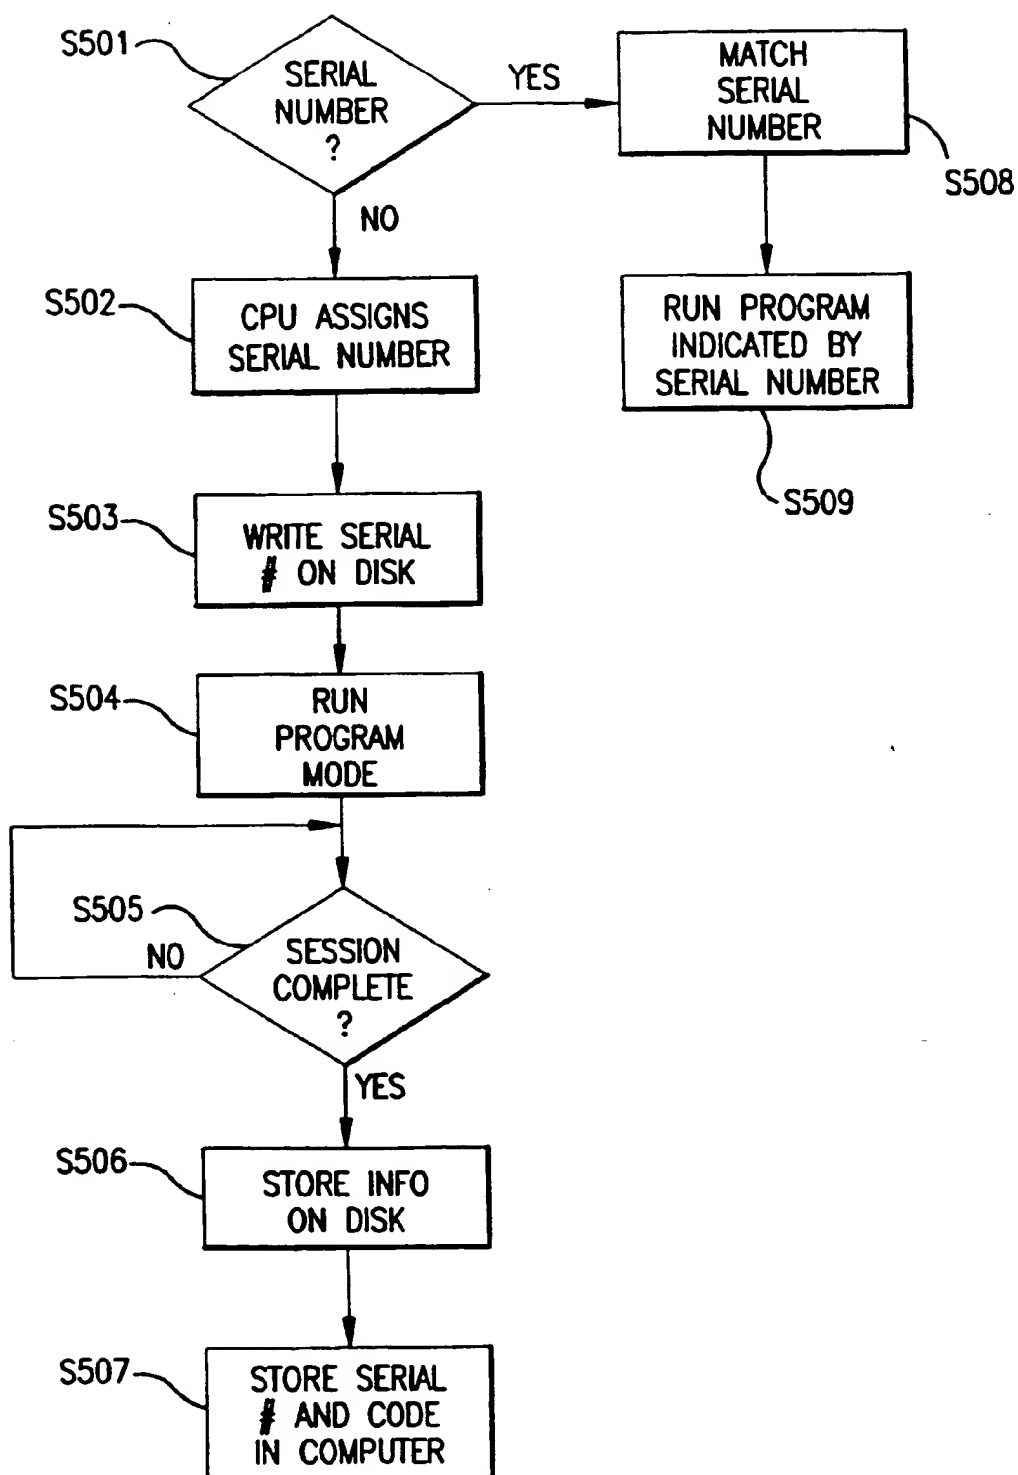 S501
SERIAL
NUMBER
?
YES
MATCH
SERIAL
NUMBER
S508
NO
S502
CPU ASSIGNS
SERIAL NUMBER
RUN PROGRAM
INDICATED BY
SERIAL NUMBER
S509
S503
WRITE SERIAL
# ON DISK
S504
RUN
PROGRAM
MODE
S505
NO
SESSION
COMPLETE
?
YES
S506
STORE INFO
ON DISK
S507
STORE SERIAL
# AND CODE
IN COMPUTER